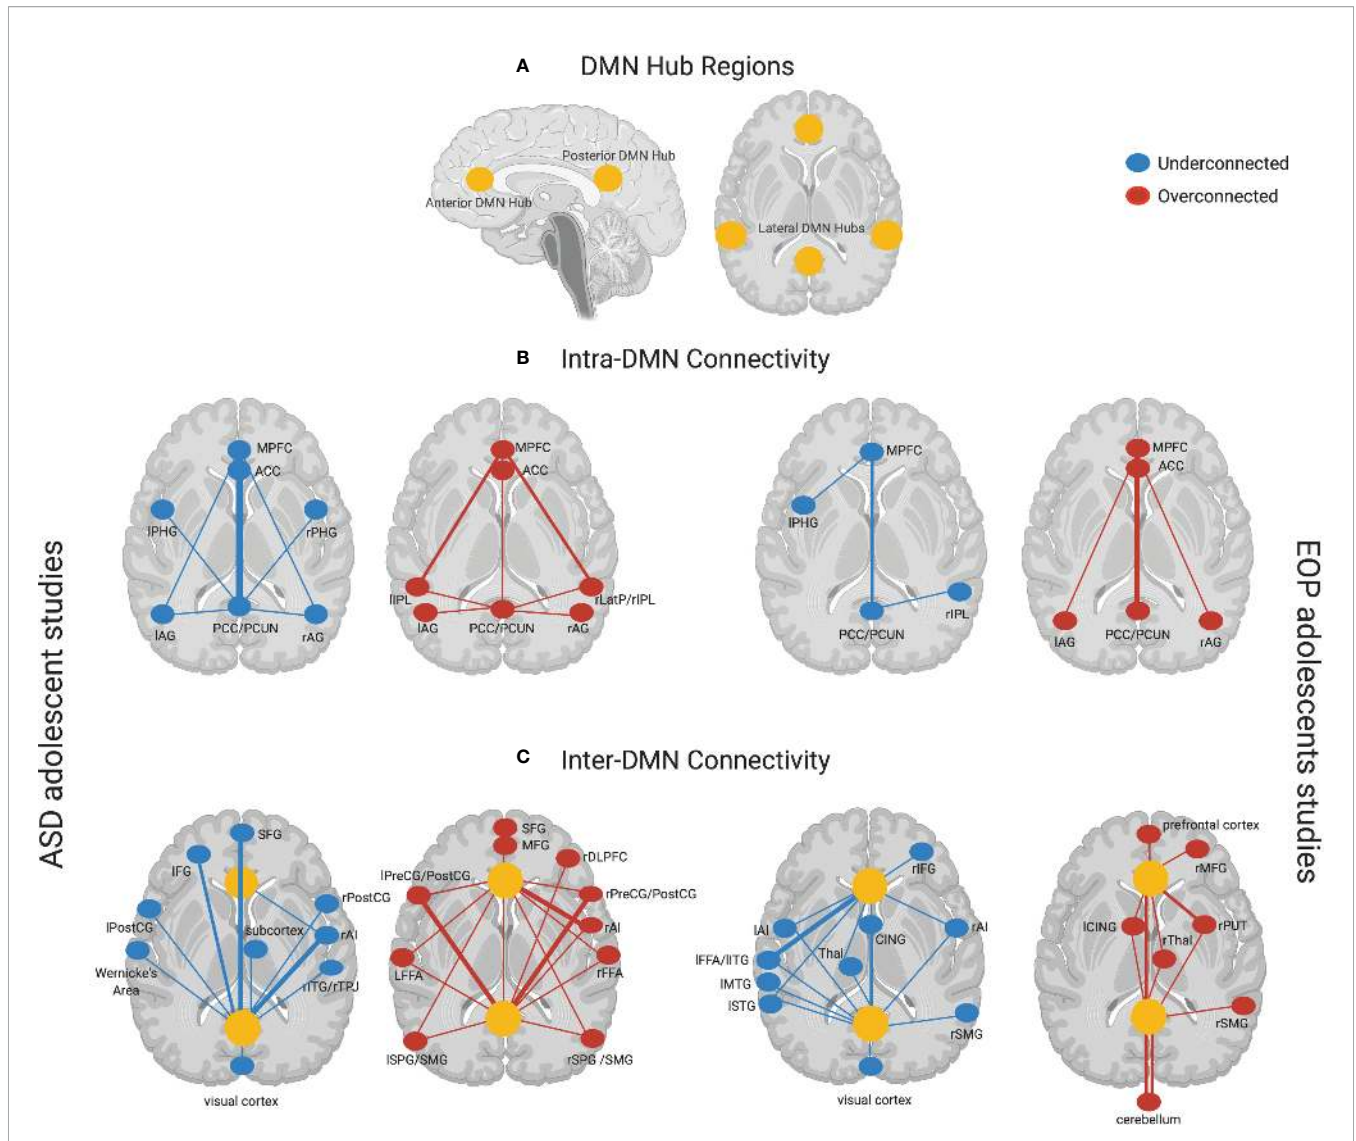 A DMN Hub Regions
Posterior DMN Hub
Anterior DMN Hub
Lateral DMN Hubs
Underconnected
Overconnected
B Intra-DMN Connectivity
ASD adolescent studies
EOP adolescents studies
MPFC
ACC
lPHG
rPHG
lAG
PCC/PCUN
rAG
MPFC
ACC
lIPL
rLatP/rIPL
lAG
PCC/PCUN
rAG
MPFC
lPHG
rIPL
PCC/PCUN
MPFC
ACC
lAG
PCC/PCUN
rAG
C Inter-DMN Connectivity
SFG
lFG
rPostCG
lPostCG
subcortex
rAI
Wernicke's
Area
rITG/rTPJ
visual cortex
SFG
MFG
rDLPFC
lPreCG/PostCG
rPreCG/PostCG
rAI
LFFA
rFFA
lSPG/SMG
rSPG /SMG
rIFG
lAI
CING
rAI
Thal
lFFA/lITG
lMTG
lSTG
rSMG
visual cortex
prefrontal cortex
rMFG
lCING
rPUT
rThal
rSMG
cerebellum